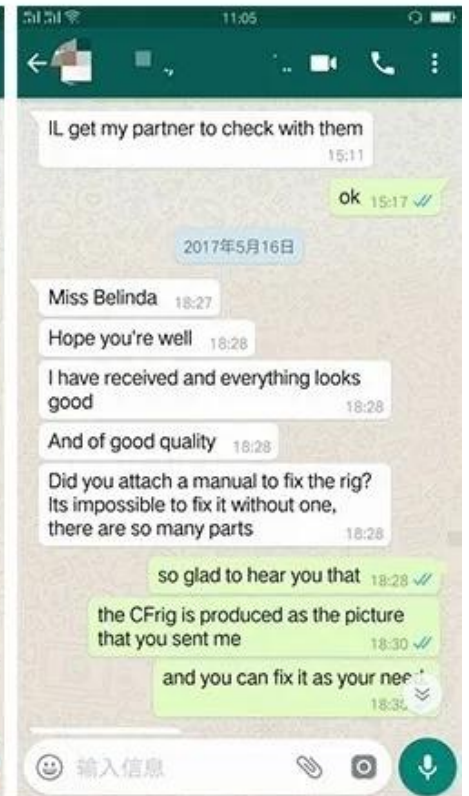 11:05
IL get my partner to check with them
15:11
ok 15:17
2017年5月16日
Miss Belinda 18:27
Hope you're well 18:28
I have received and everything looks
good
18:28
And of good quality 18:28
Did you attach a manual to fix the rig?
Its impossible to fix it without one,
there are so many parts
18:28
so glad to hear you that 18:28
the CFrig is produced as the picture
that you sent me
18:30
and you can fix it as your need
输入信息